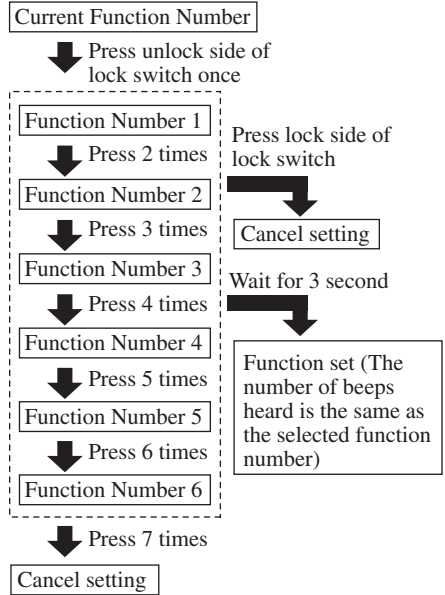 Current Function Number
Press unlock side of
lock switch once
Function Number 1
Press 2 times
Function Number 2
Press 3 times
Function Number 3
Press 4 times
Function Number 4
Press 5 times
Function Number 5
Press 6 times
Function Number 6
Press 7 times
Cancel setting
Press lock side of
lock switch
Cancel setting
Wait for 3 second
Function set (The
number of beeps
heard is the same as
the selected function
number)